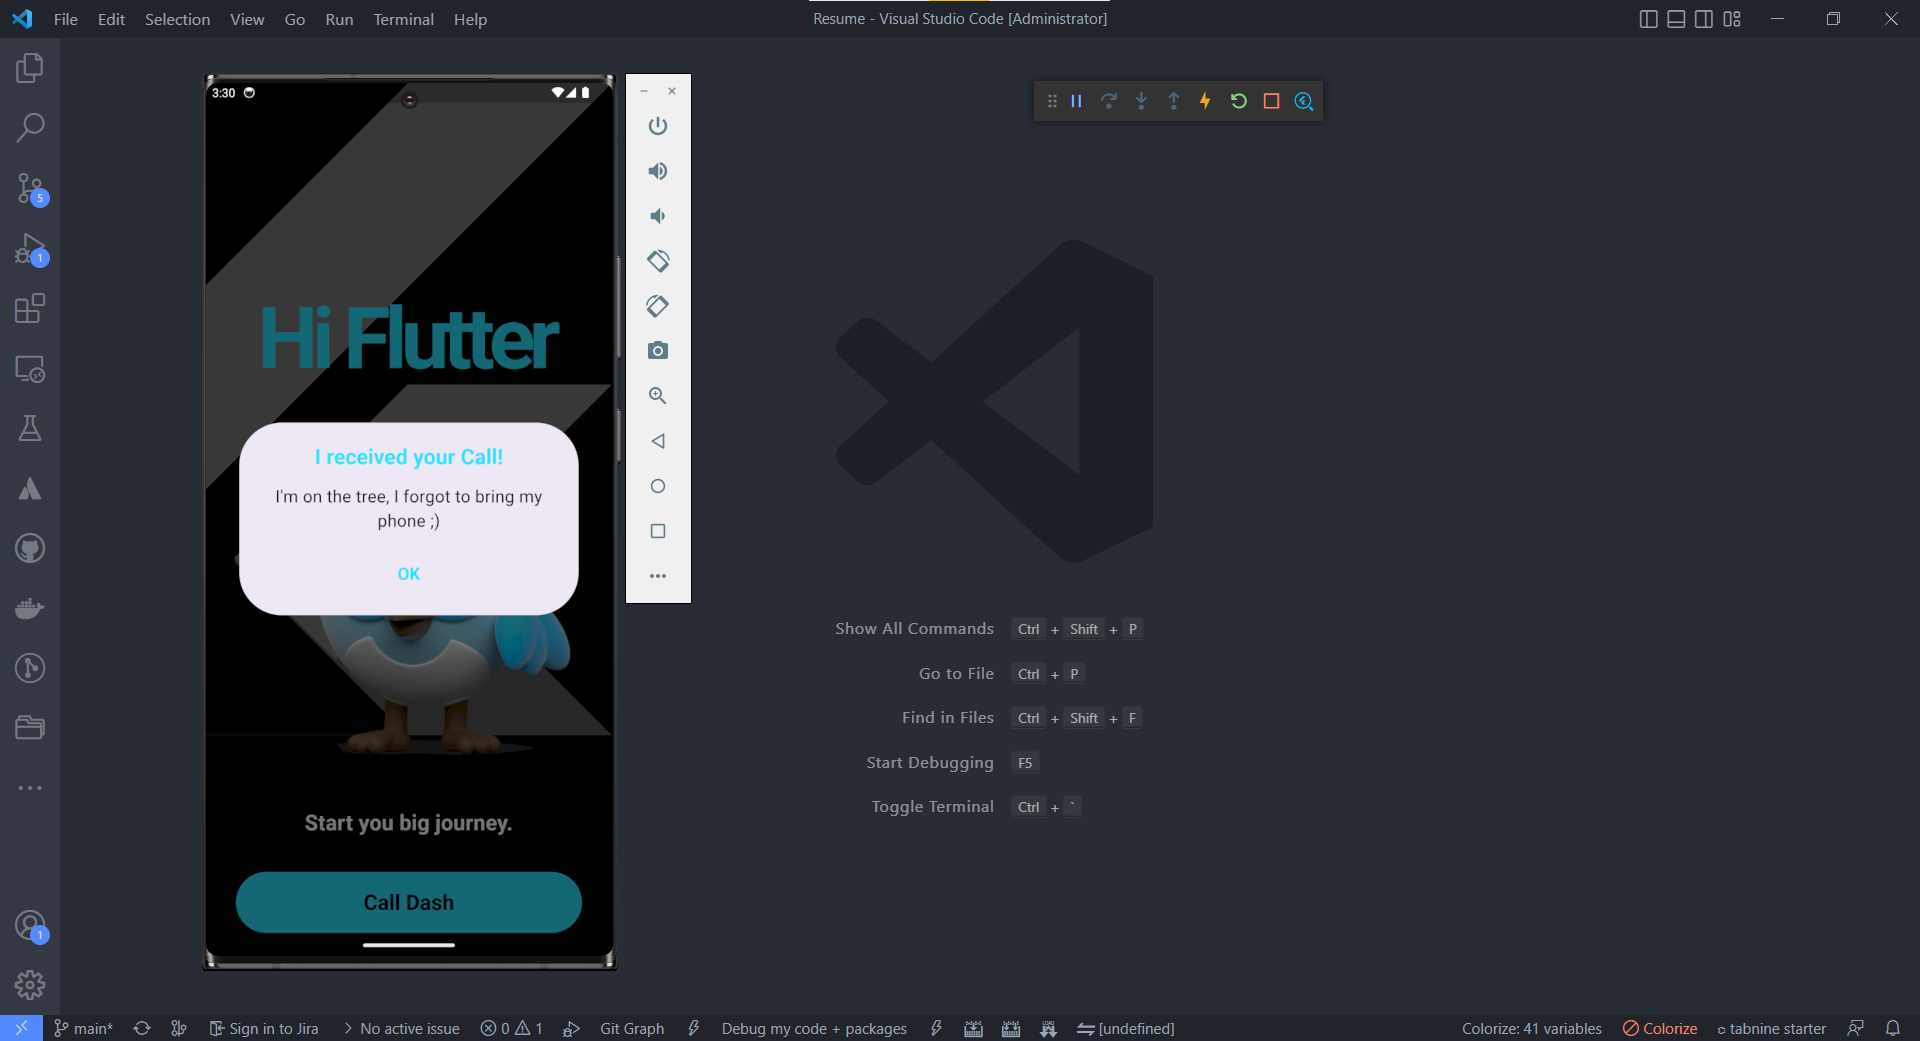 File Edit Selection View Go Run Terminal Help
Resume - Visual Studio Code [Administrator]
3:30
Hi Flutter
I received your Call!
I'm on the tree, I forgot to bring my
phone ;)
OK
Start you big journey.
Call Dash
5
1
1
Show All Commands Ctrl + Shift + P
Go to File Ctrl + P
Find in Files Ctrl + Shift + F
Start Debugging F5
Toggle Terminal Ctrl + `
main* Sign in to Jira No active issue 0 1 Git Graph Debug my code + packages [undefined] Colorize: 41 variables Colorize tabnine starter